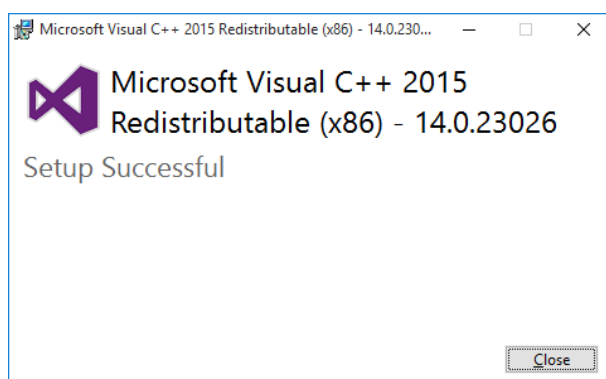 Microsoft Visual C++ 2015 Redistributable (x86) - 14.0.230...
Microsoft Visual C++ 2015
Redistributable (x86) - 14.0.23026
Setup Successful
Close